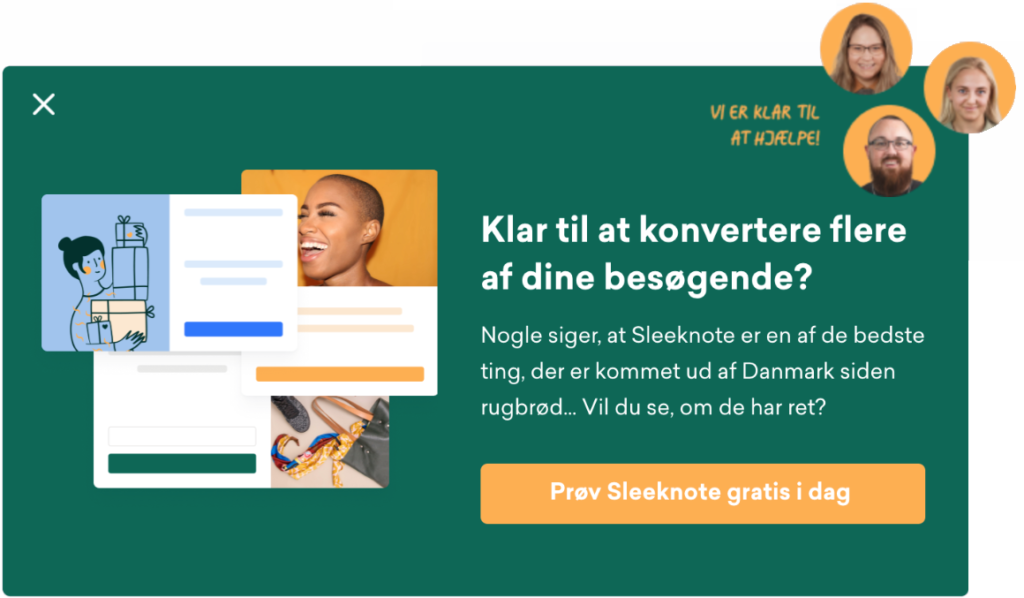 VI ER KLAR TIL
AT HJÆLPE!
Klar til at konvertere flere
af dine besøgende?
Nogle siger, at Sleeknote er en af de bedste
ting, der er kommet ud af Danmark siden
rugbrød... Vil du se, om de har ret?
Prøv Sleeknote gratis i dag